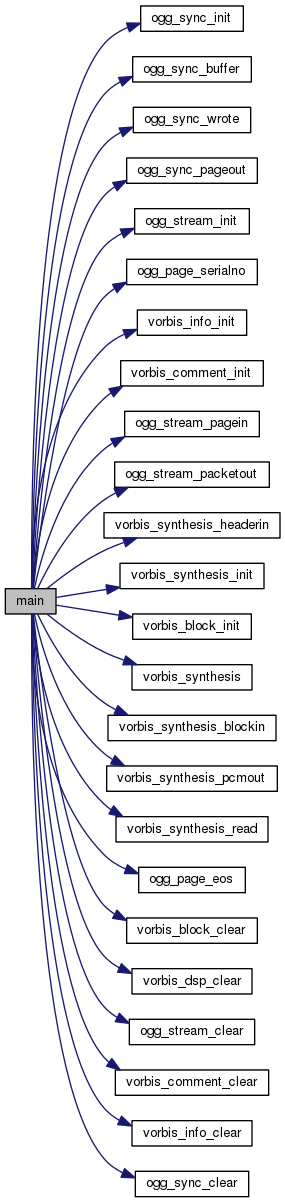 ogg_sync_init
ogg_sync_buffer
ogg_sync_wrote
ogg_sync_pageout
ogg_stream_init
ogg_page_serialno
vorbis_info_init
vorbis_comment_init
ogg_stream_pagein
ogg_stream_packetout
vorbis_synthesis_headerin
vorbis_synthesis_init
main
vorbis_block_init
vorbis_synthesis
vorbis_synthesis_blockin
vorbis_synthesis_pcmout
vorbis_synthesis_read
ogg_page_eos
vorbis_block_clear
vorbis_dsp_clear
ogg_stream_clear
vorbis_comment_clear
vorbis_info_clear
ogg_sync_clear